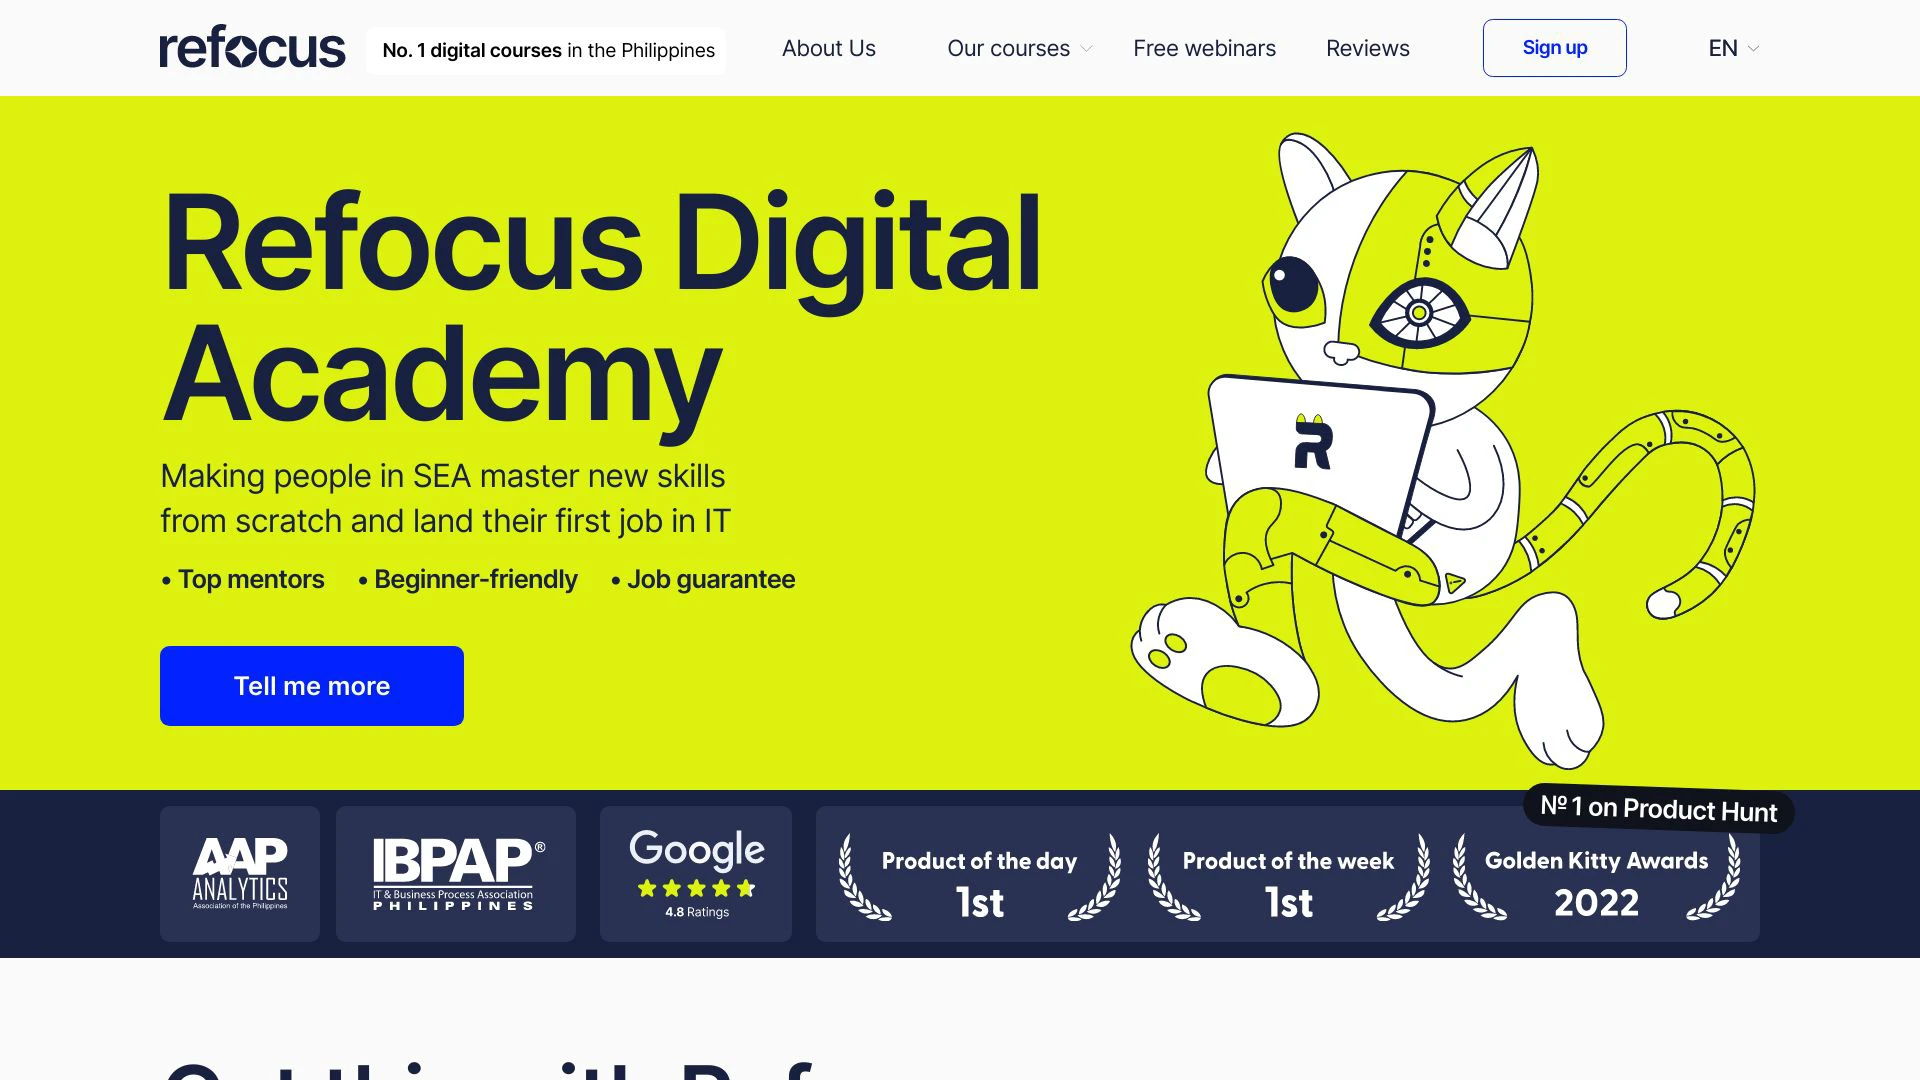 refocus
No. 1 digital courses in the Philippines
About Us
Our courses
Free webinars
Reviews
Sign up
EN
Refocus Digital
Academy
Making people in SEA master new skills
from scratch and land their first job in IT
• Top mentors • Beginner-friendly • Job guarantee
Tell me more
R
№ 1 on Product Hunt
AAP
ANALYTICS
Association of the Philippines
IBPAP®
IT & Business Process Association
PHILIPPINES
Google
4.8 Ratings
Product of the day
1st
Product of the week
1st
Golden Kitty Awards
2022